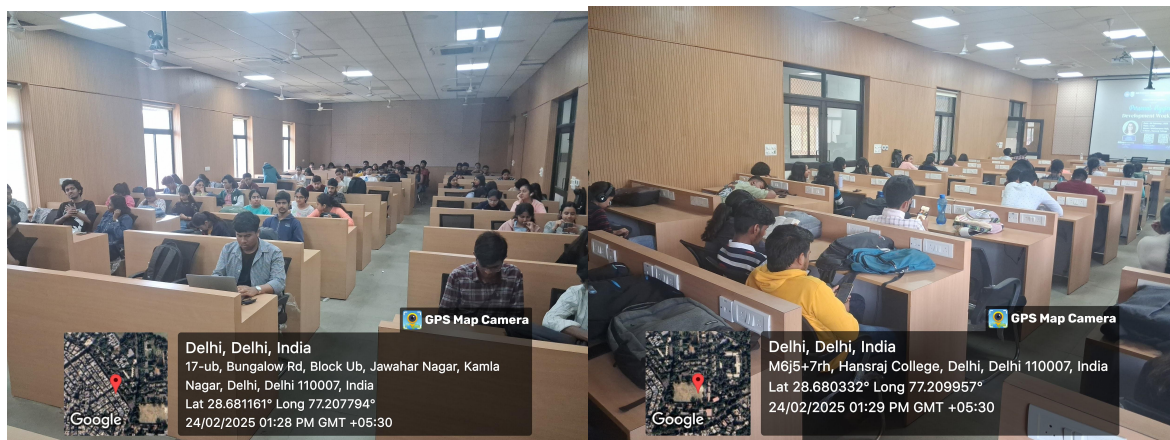 GPS Map Camera
Delhi, Delhi, India
17-ub, Bungalow Rd, Block Ub, Jawahar Nagar, Kamla
Nagar, Delhi, Delhi 110007, India
Lat 28.681161° Long 77.207794°
24/02/2025 01:28 PM GMT +05:30
Google
GPS Map Camera
Delhi, Delhi, India
M6j5+7rh, Hansraj College, Delhi, Delhi 110007, India
Lat 28.680332° Long 77.209957°
24/02/2025 01:29 PM GMT +05:30
Google